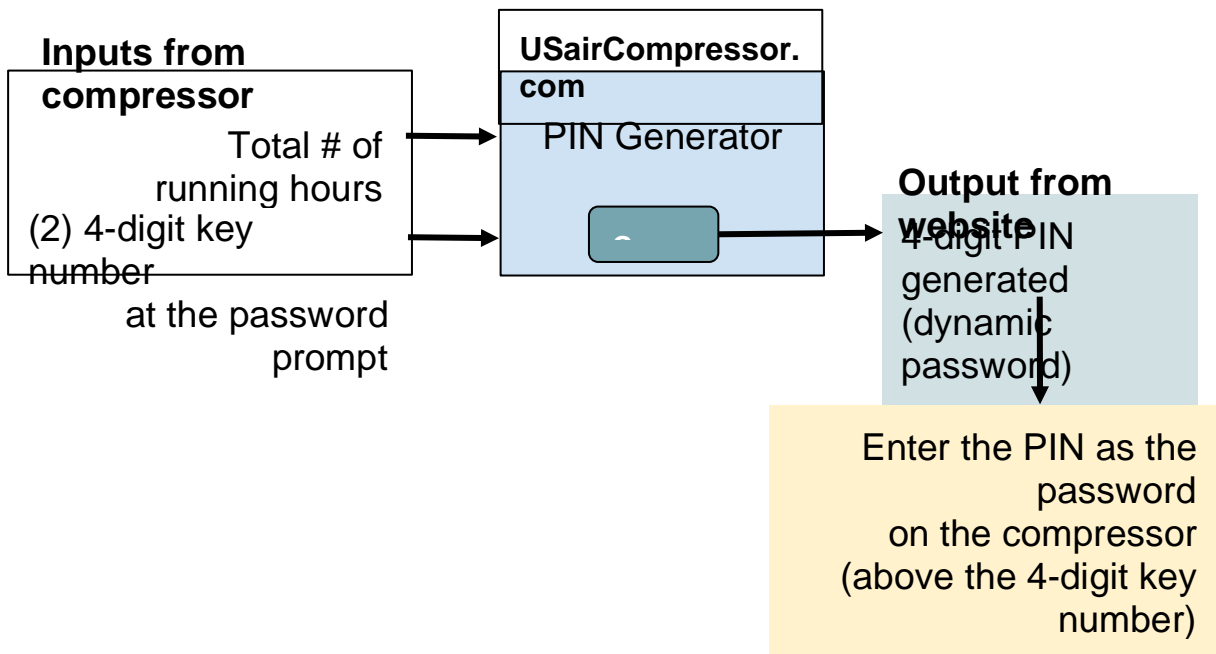 Inputs from
compressor
Total # of
running hours
(2) 4-digit key
number
at the password
prompt
USairCompressor.
com
PIN Generator
Output from
website
4-digit PIN
generated
(dynamic
password)
Enter the PIN as the
password
on the compressor
(above the 4-digit key
number)